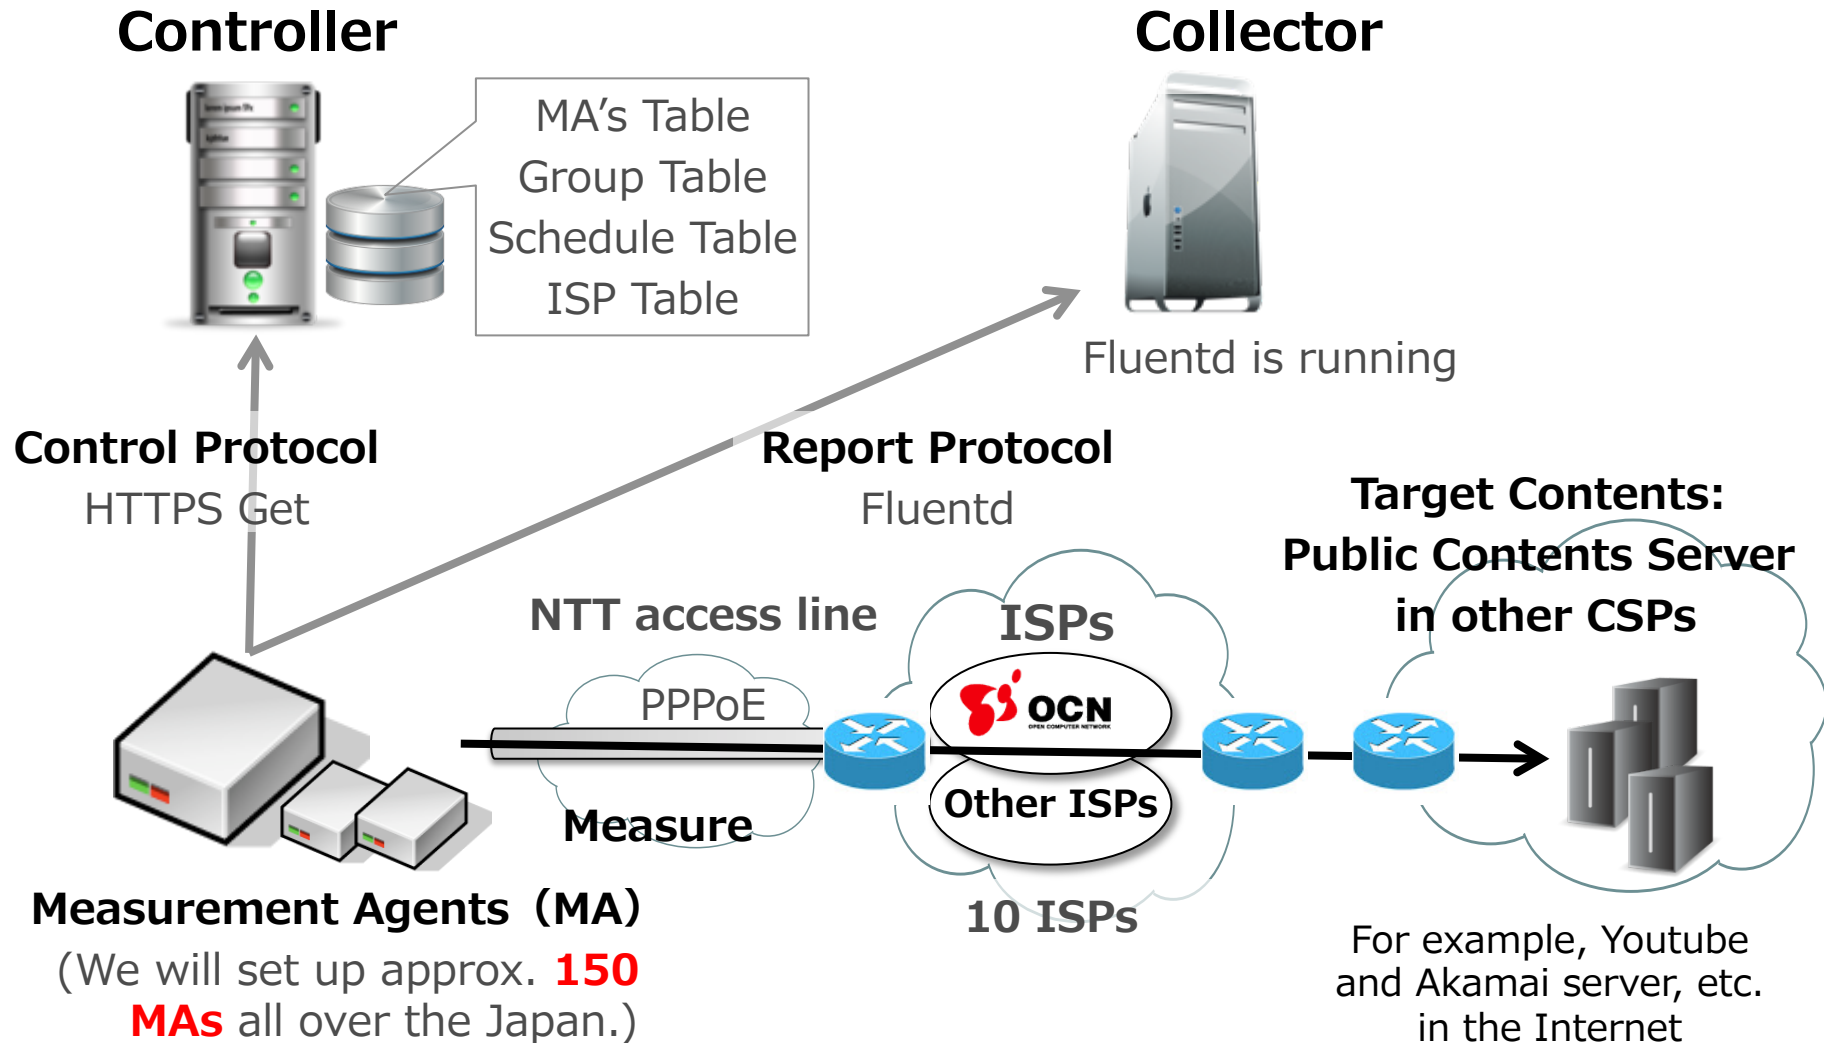 Controller
Collector
MA’s Table
Group Table
Schedule Table
ISP Table
Fluentd is running
Control Protocol
HTTPS Get
Report Protocol
Fluentd
Target Contents:
Public Contents Server
in other CSPs
NTT access line
ISPs
PPPoE
OCN
OPEN COMPUTER NETWORK
Other ISPs
Measure
10 ISPs
Measurement Agents（MA）
(We will set up approx. 150
MAs all over the Japan.)
For example, Youtube
and Akamai server, etc.
in the Internet